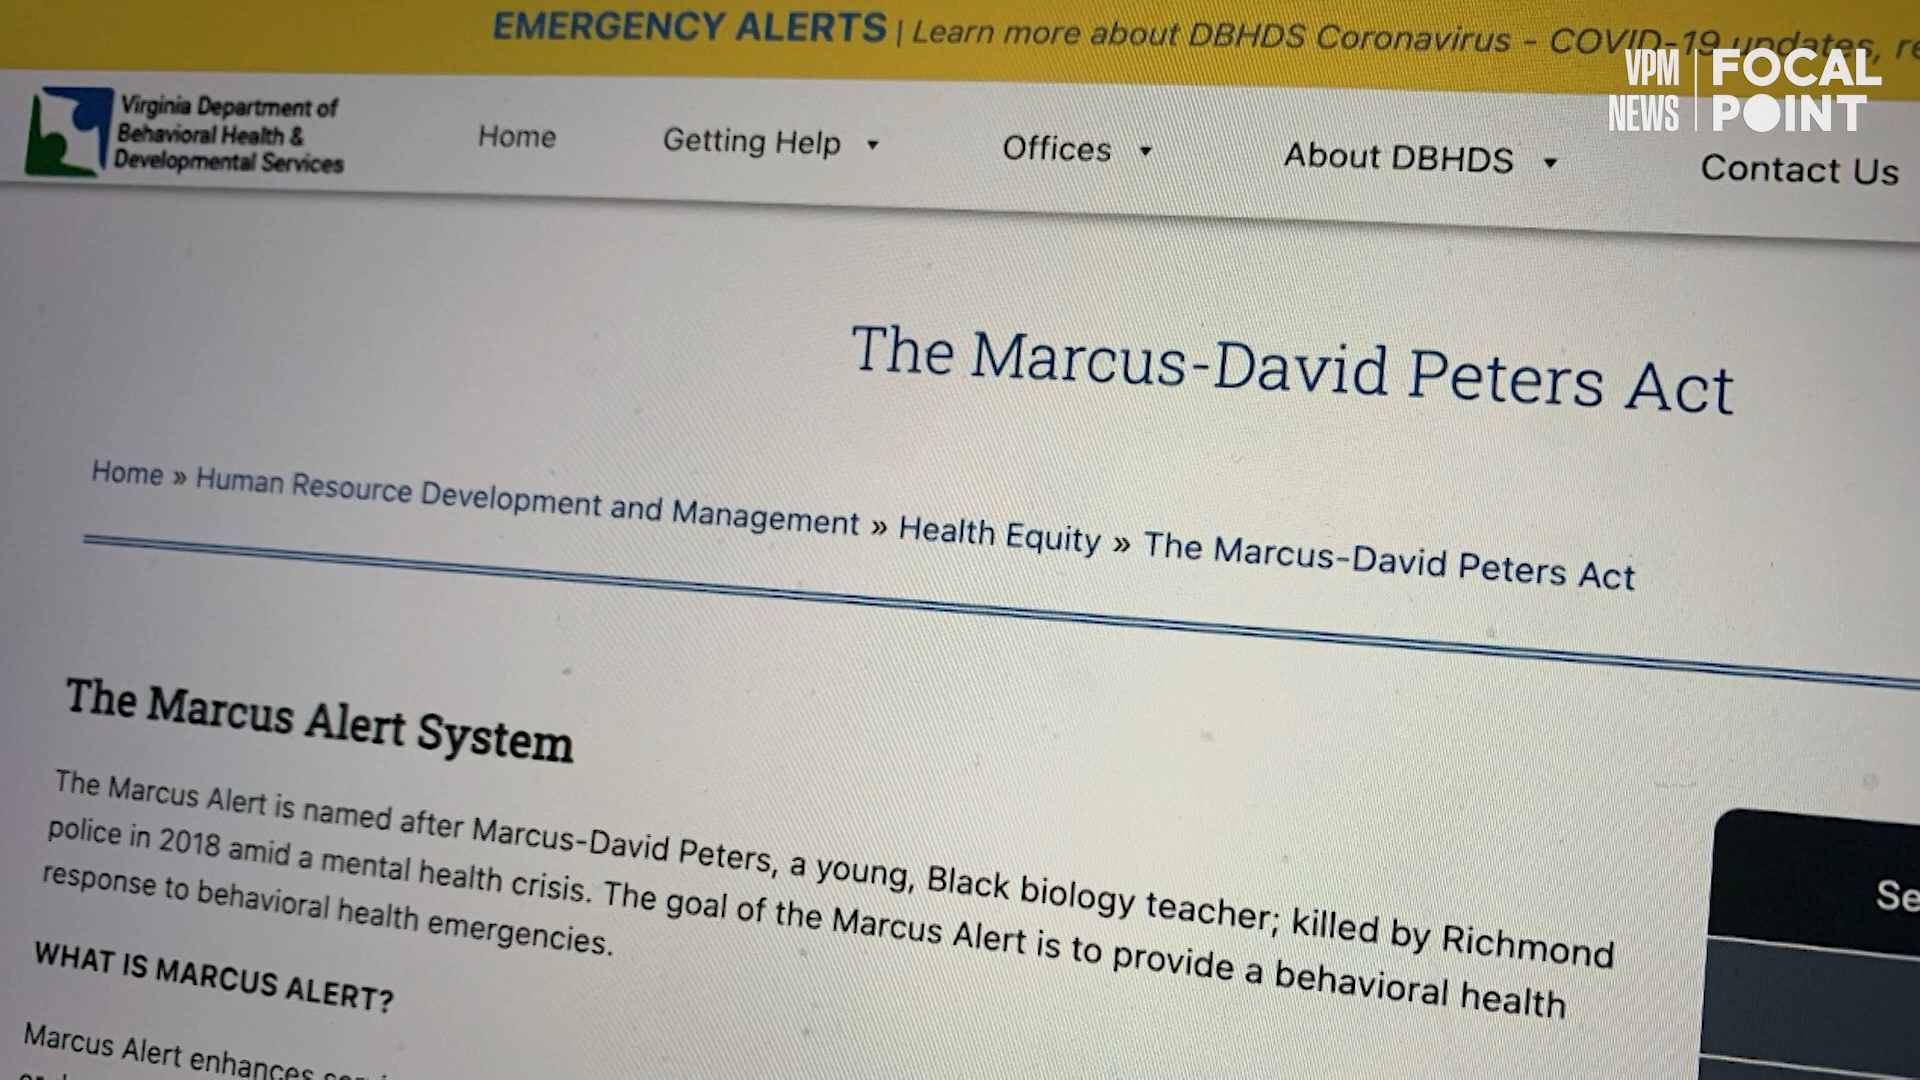 EMERGENCY ALERTS | Learn more about DBHDS Coronavirus - COVID-19 updates, re
VPM NEWS | FOCAL POINT
Virginia Department of
Behavioral Health &
Developmental Services
Home Getting Help Offices About DBHDS Contact Us
The Marcus-David Peters Act
Home » Human Resource Development and Management » Health Equity » The Marcus-David Peters Act
The Marcus Alert System
The Marcus Alert is named after Marcus-David Peters, a young, Black biology teacher; killed by Richmond
police in 2018 amid a mental health crisis. The goal of the Marcus Alert is to provide a behavioral health
response to behavioral health emergencies.
Se
WHAT IS MARCUS ALERT?
Marcus Alert enhances